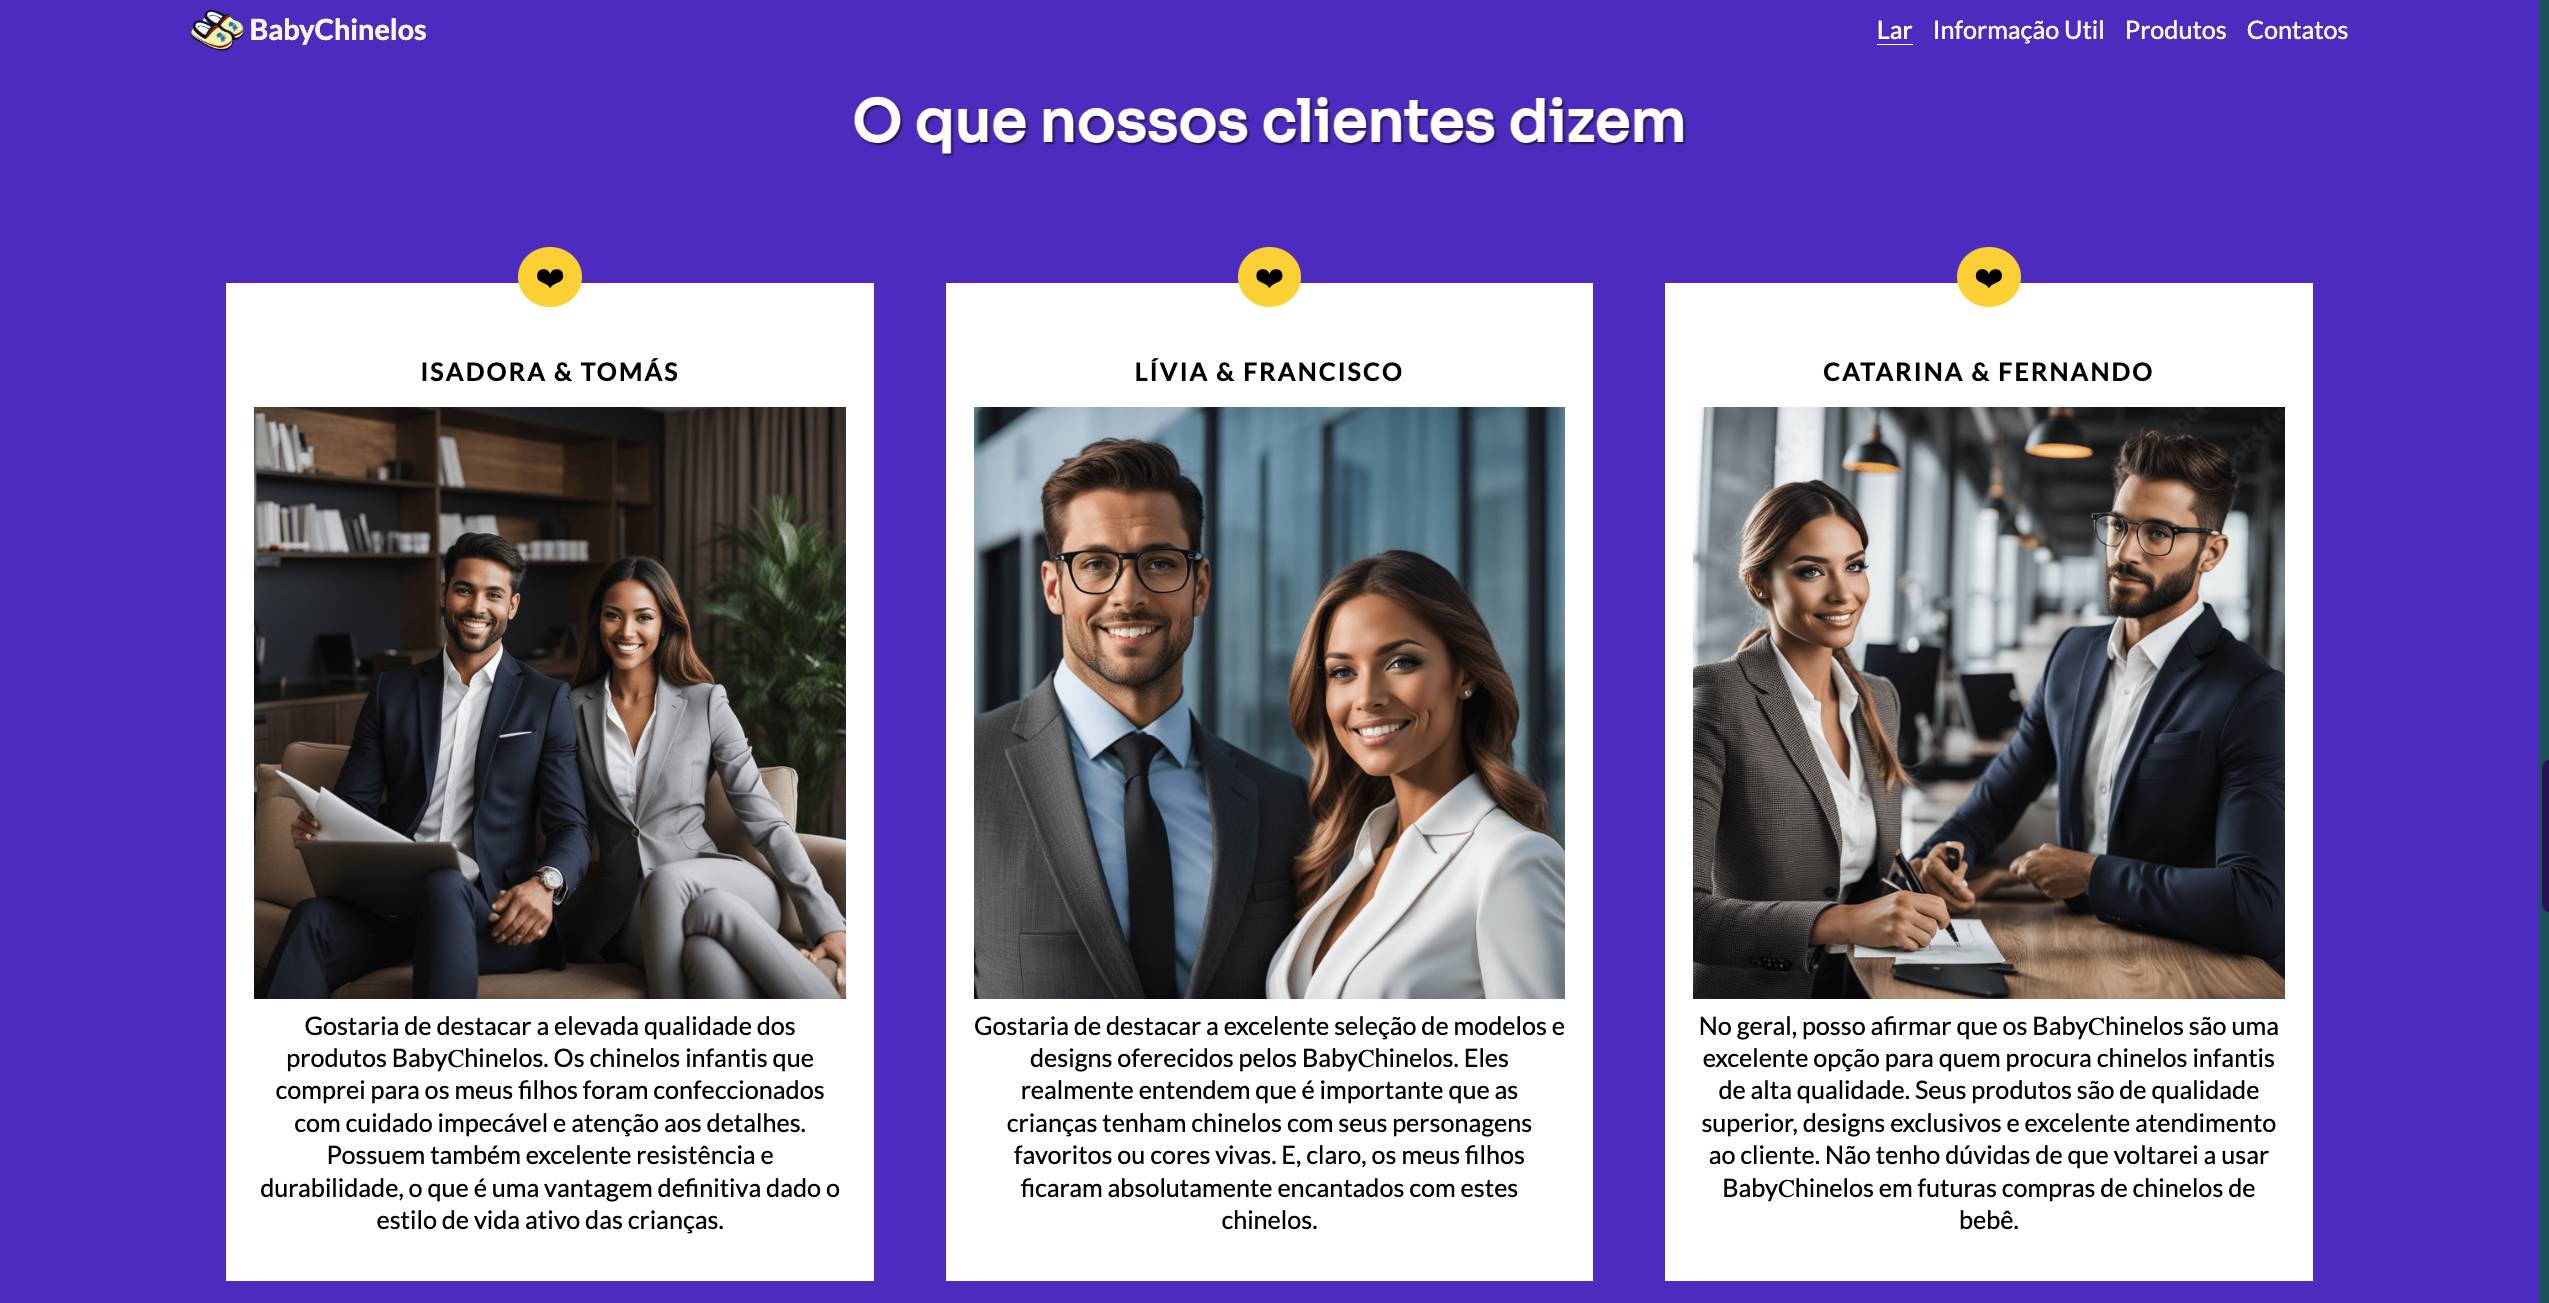 BabyChinelos
Lar Informação Util Produtos Contatos
O que nossos clientes dizem
ISADORA & TOMÁS
Gostaria de destacar a elevada qualidade dos
produtos BabyChinelos. Os chinelos infantis que
comprei para os meus filhos foram confeccionados
com cuidado impecável e atenção aos detalhes.
Possuem também excelente resistência e
durabilidade, o que é uma vantagem definitiva dado o
estilo de vida ativo das crianças.
LÍVIA & FRANCISCO
Gostaria de destacar a excelente seleção de modelos e
designs oferecidos pelos BabyChinelos. Eles
realmente entendem que é importante que as
crianças tenham chinelos com seus personagens
favoritos ou cores vivas. E, claro, os meus filhos
ficaram absolutamente encantados com estes
chinelos.
CATARINA & FERNANDO
No geral, posso afirmar que os BabyChinelos são uma
excelente opção para quem procura chinelos infantis
de alta qualidade. Seus produtos são de qualidade
superior, designs exclusivos e excelente atendimento
ao cliente. Não tenho dúvidas de que voltarei a usar
BabyChinelos em futuras compras de chinelos de
bebê.